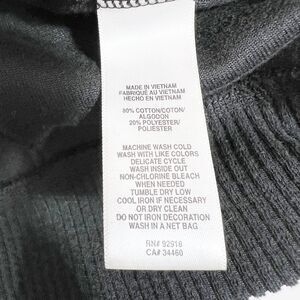 MADE IN VIETNAM
FABRIQUÉ AU VIETNAM
HECHO EN VIETNAM
80% COTTON/COTON/
ALGODON
20% POLYESTER/
POLIESTER
MACHINE WASH COLD
WASH WITH LIKE COLORS
DELICATE CYCLE
WASH INSIDE OUT
NON-CHLORINE BLEACH
WHEN NEEDED
TUMBLE DRY LOW
COOL IRON IF NECESSARY
OR DRY CLEAN
DO NOT IRON DECORATION
WASH IN A NET BAG
RN# 92918
CA# 34460